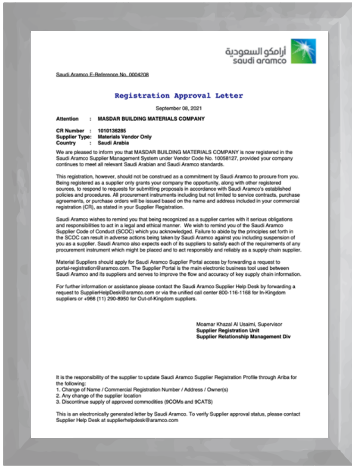 أرامكو السعودية
saudi aramco
Saudi Aramco E-Reference No. 0004208
Registration Approval Letter
September 08, 2021
Attention : MASDAR BUILDING MATERIALS COMPANY
CR Number : 1010138285
Supplier Type: Materials Vendor Only
Country : Saudi Arabia
We are pleased to inform you that MASDAR BUILDING MATERIALS COMPANY is now registered in the
Saudi Aramco Supplier Management System under Vendor Code No. 10058127, provided your company
continues to meet all relevant Saudi Arabian and Saudi Aramco standards.
This registration, however, should not be construed as a commitment by Saudi Aramco to procure from you.
Being registered as a supplier only grants your company the opportunity, along with other registered
sources, to respond to requests for submitting proposals in accordance with Saudi Aramco's established
policies and procedures. All procurement instruments including but not limited to service contracts, purchase
agreements, or purchase orders will be issued based on the name and address included in your commercial
registration (CR), as stated in your Supplier Registration.
Saudi Aramco wishes to remind you that being recognized as a supplier carries with it serious obligations
and responsibilities to act in a legal and ethical manner. We wish to remind you of the Saudi Aramco
Supplier Code of Conduct (SCOC) which you acknowledged. Failure to abide by the principles set forth in
the SCOC can result in adverse actions being taken by Saudi Aramco against you including suspension of
you as a supplier. Saudi Aramco also expects each of its suppliers to satisfy each of the requirements of any
procurement instrument which might be placed and to act responsibly and reliably as a supply chain supplier.
Material Suppliers should apply for Saudi Aramco Supplier Portal access by forwarding a request to
portal-registration@aramco.com. The Supplier Portal is the main electronic business tool used between
Saudi Aramco and its suppliers and serves to improve the flow and accuracy of key supply chain information.
For further information or assistance please contact the Saudi Aramco Supplier Help Desk by forwarding a
request to SupplierHelpDesk@aramco.com or via the unified call center 800-116-1168 for In-Kingdom
suppliers or +966 (11) 290-8950 for Out-of-Kingdom suppliers.
Moamar Khazal Al Usaimi, Supervisor
Supplier Registration Unit
Supplier Relationship Management Div
It is the responsibility of the supplier to update Saudi Aramco Supplier Registration Profile through Ariba for
the following:
1. Change of Name / Commercial Registration Number / Address / Owner(s)
2. Any change of the supplier location
3. Discontinue supply of approved commodities (9COMs and 9CATS)
This is an electronically generated letter by Saudi Aramco. To verify Supplier approval status, please contact
Supplier Help Desk at supplierhelpdesk@aramco.com